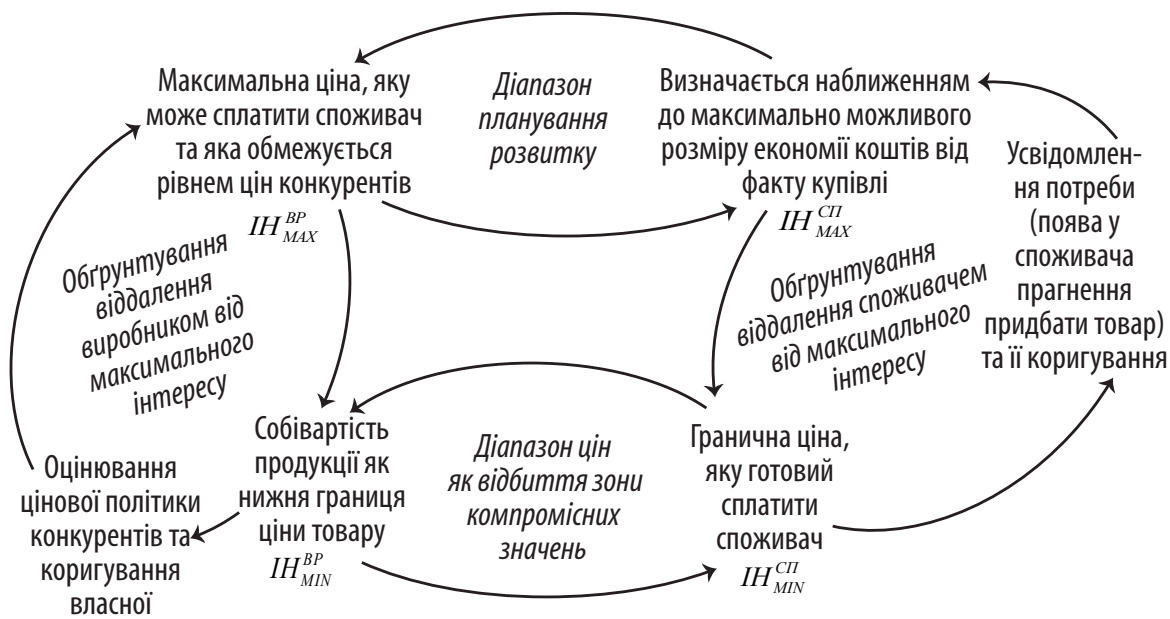 Максимальна ціна, яку
може сплатити споживач
та яка обмежується
рівнем цін конкурентів
IH^{BP}_{MAX}
Діапазон
планування
розвитку
Визначається наближенням
до максимально можливого
розміру економії коштів від
факту купівлі
IH^{СП}_{MAX}
Усвідомлен-
ня потреби
(поява у
споживача
прагнення
придбати товар)
та її коригування
Обґрунтування
віддалення
виробником від
максимального
інтересу
Обґрунтування
віддалення споживачем
від максимального
інтересу
Оцінювання
цінової політики
конкурентів та
коригування
власної
Собівартість
продукції як
нижня границя
ціни товару
IH^{BP}_{MIN}
Діапазон цін
як відбиття зони
компромісних
значень
Гранична ціна,
яку готовий
сплатити
споживач
IH^{СП}_{MIN}